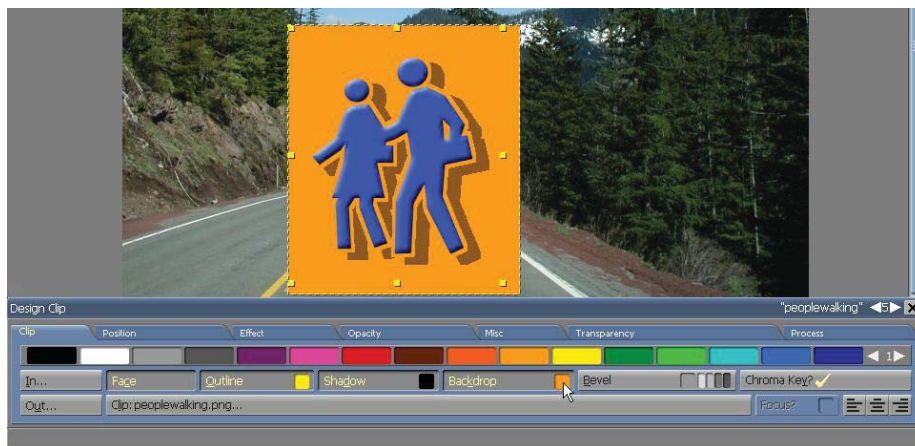 Design Clip "peoplewalking" ◀5▶ X
Clip Position Effect Opacity Misc Transparency Process
◀ 1▶
In... Face Outline Shadow Backdrop Bevel Chroma Key?
Out... Clip: peoplewalking.png... Focus?